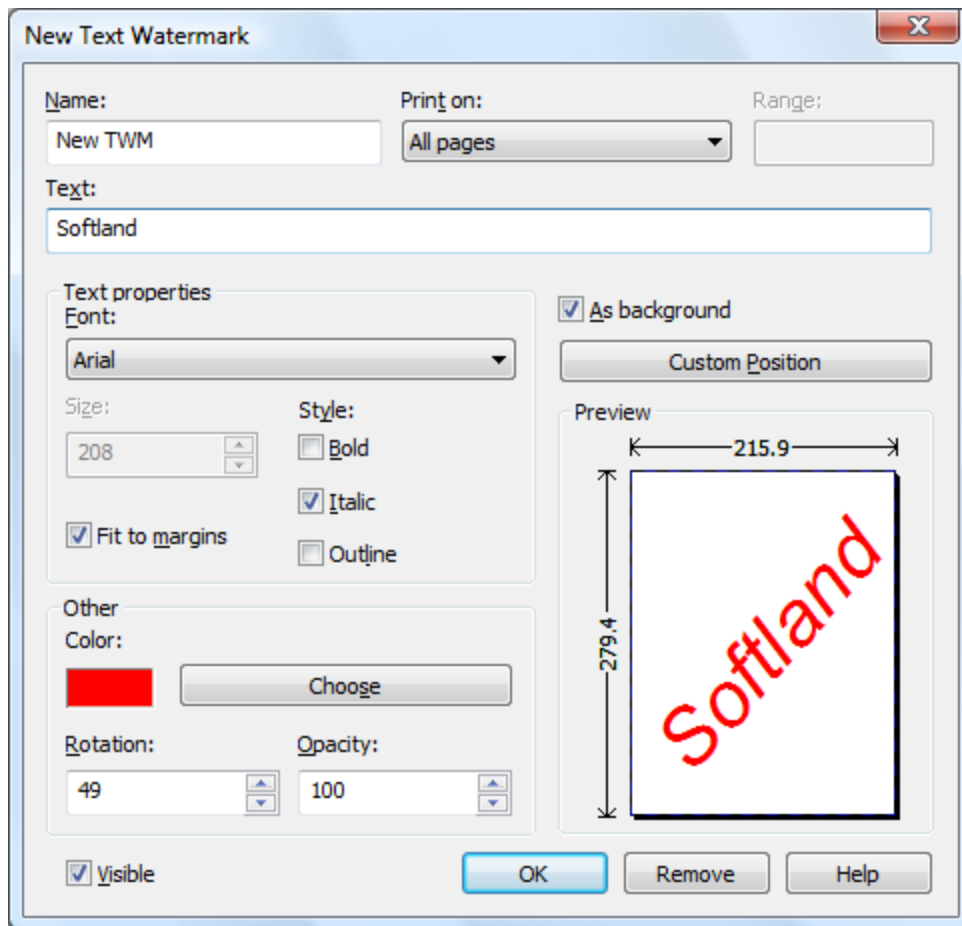 New Text Watermark
Name: Print on: Range:
New TWM All pages
Text:
Softland
Text properties
Font:
Arial
Size: Style:
208
Bold
Italic
Fit to margins
Outline
As background
Custom Position
Preview
215.9
279.4
Softland
Other
Color:
Choose
Rotation: Opacity:
49 100
Visible OK Remove Help